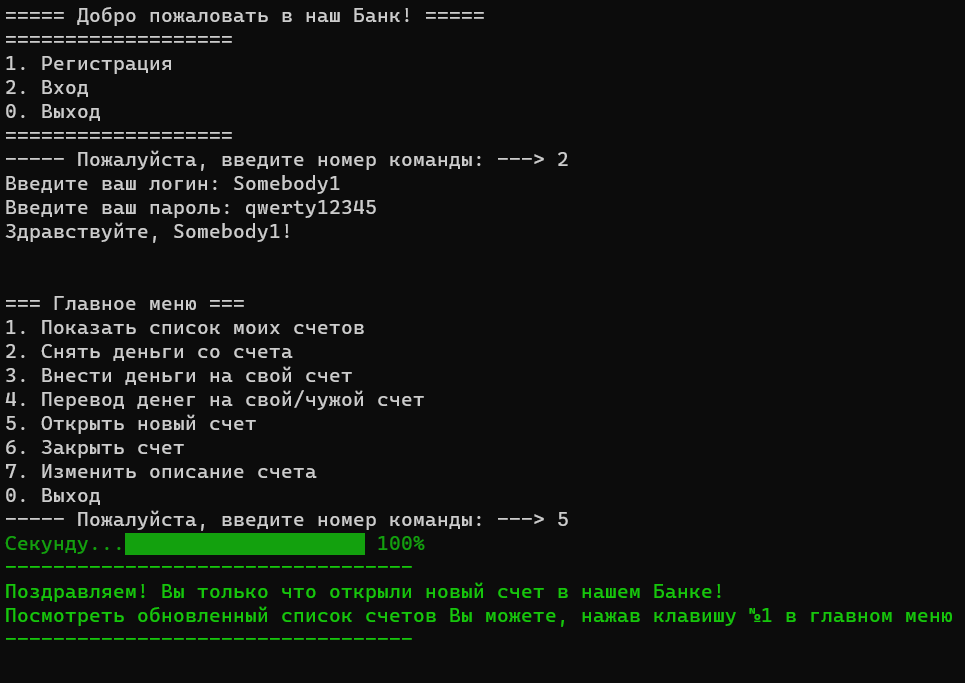 ===== Добро пожаловать в наш Банк! =====
===================
1. Регистрация
2. Вход
0. Выход
===================
----- Пожалуйста, введите номер команды: ---> 2
Введите ваш логин: Somebody1
Введите ваш пароль: qwerty12345
Здравствуйте, Somebody1!
=== Главное меню ===
1. Показать список моих счетов
2. Снять деньги со счета
3. Внести деньги на свой счет
4. Перевод денег на свой/чужой счет
5. Открыть новый счет
6. Закрыть счет
7. Изменить описание счета
0. Выход
----- Пожалуйста, введите номер команды: ---> 5
Секунду...████████████████████ 100%
----------------------------------
Поздравляем! Вы только что открыли новый счет в нашем Банке!
Посмотреть обновленный список счетов Вы можете, нажав клавишу №1 в главном меню
----------------------------------